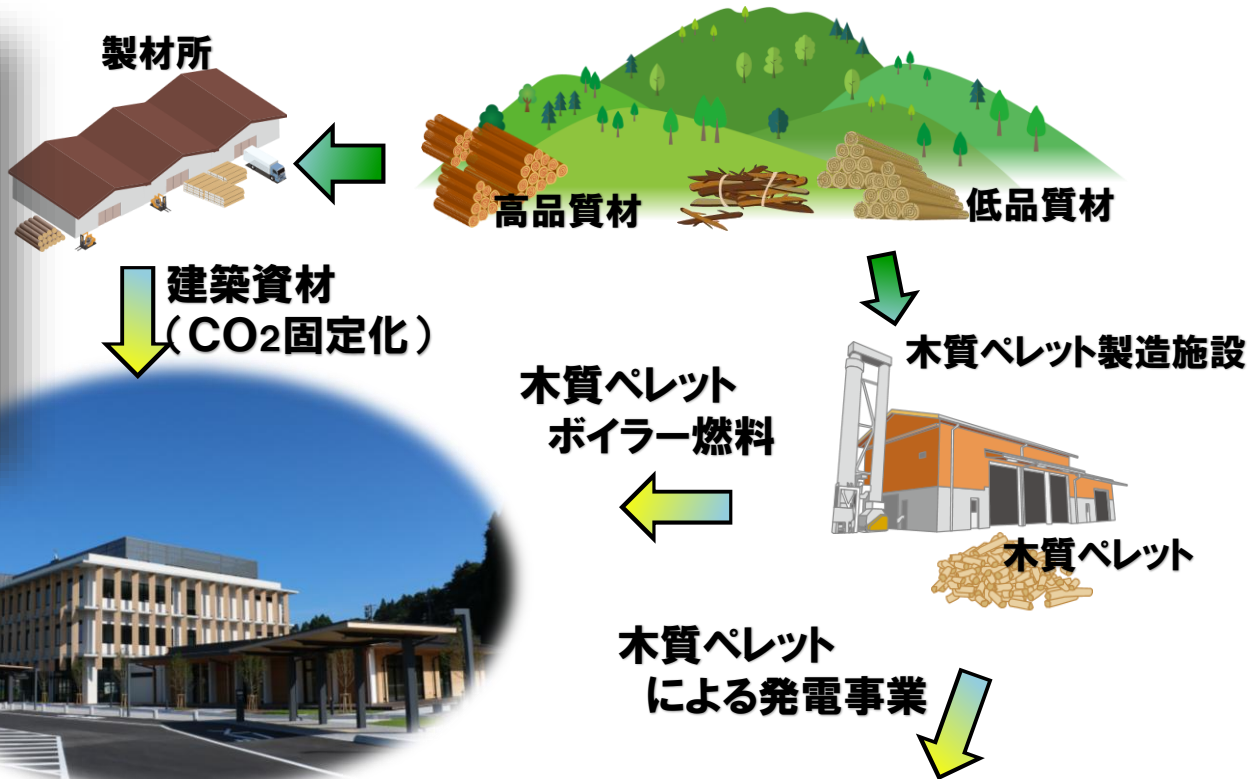 製材所
高品質材
低品質材
建築資材
（CO2固定化）
木質ペレット製造施設
木質ペレット
ボイラー燃料
木質ペレット
木質ペレット
による発電事業